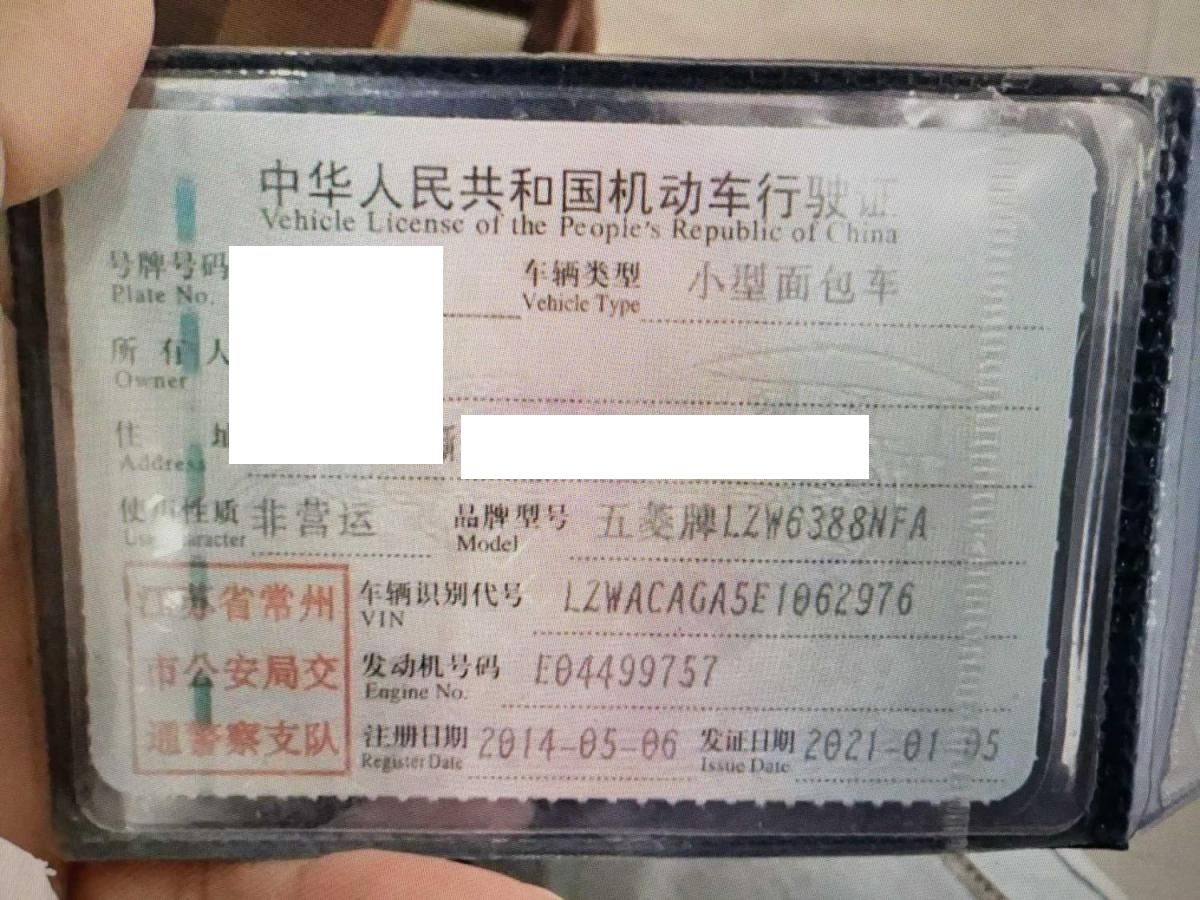 中华人民共和国机动车行驶证
Vehicle License of the People's Republic of China
号牌号码
Plate No.
车辆类型 小型面包车
Vehicle Type
所有人
Owner
住址
Address
使用性质 非营运
Use Character
品牌型号 五菱牌LZW6388NFA
Model
江苏省常州
市公安局交
通警察支队
车辆识别代号 LZWACAGA5E1062976
VIN
发动机号码 E04499757
Engine No.
注册日期 2014-05-06 发证日期 2021-01-05
Register Date Issue Date